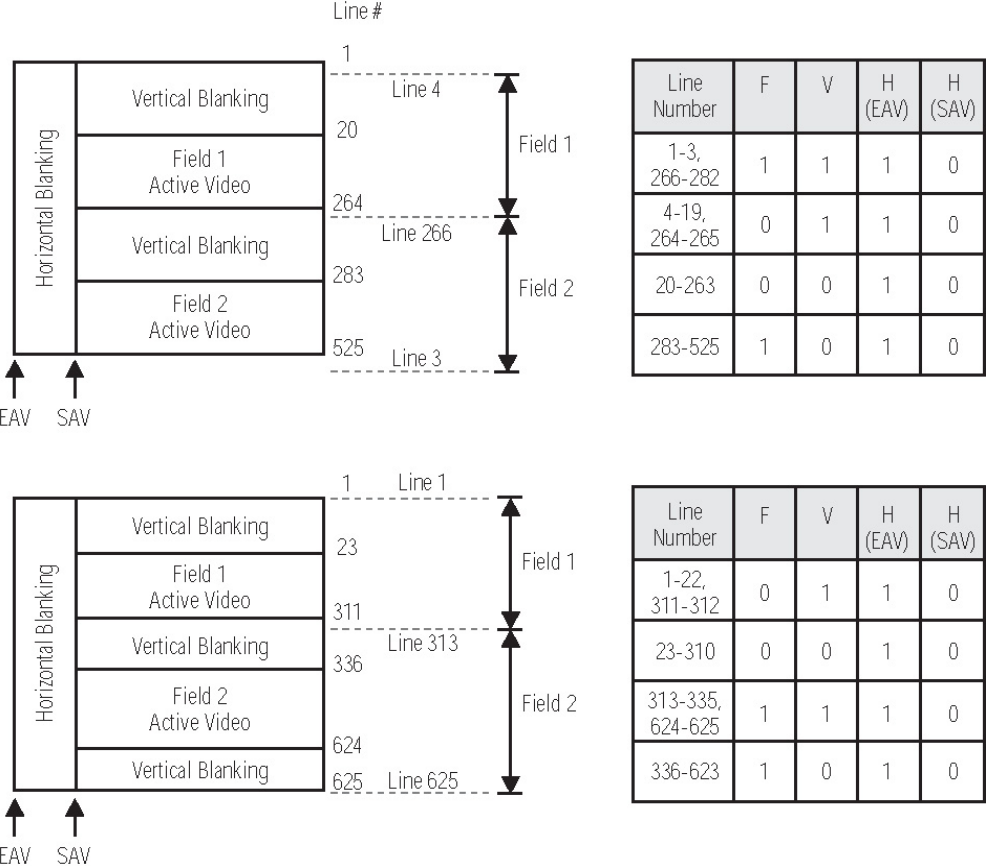 Line #
1
Vertical Blanking
Line 4
20
Field 1
Field 1
Active Video
264
Line 266
Vertical Blanking
283
Field 2
Field 2
Active Video
525
Line 3
Horizontal Blanking
EAV SAV
Line Number F V H (EAV) H (SAV)
1-3, 266-282 1 1 1 0
4-19, 264-265 0 1 1 0
20-263 0 0 1 0
283-525 1 0 1 0
1 Line 1
Vertical Blanking
23
Field 1
Field 1
Active Video
311
Line 313
Vertical Blanking
336
Field 2
Field 2
Active Video
624
Vertical Blanking
625 Line 625
Horizontal Blanking
EAV SAV
Line Number F V H (EAV) H (SAV)
1-22, 311-312 0 1 1 0
23-310 0 0 1 0
313-335, 624-625 1 1 1 0
336-623 1 0 1 0